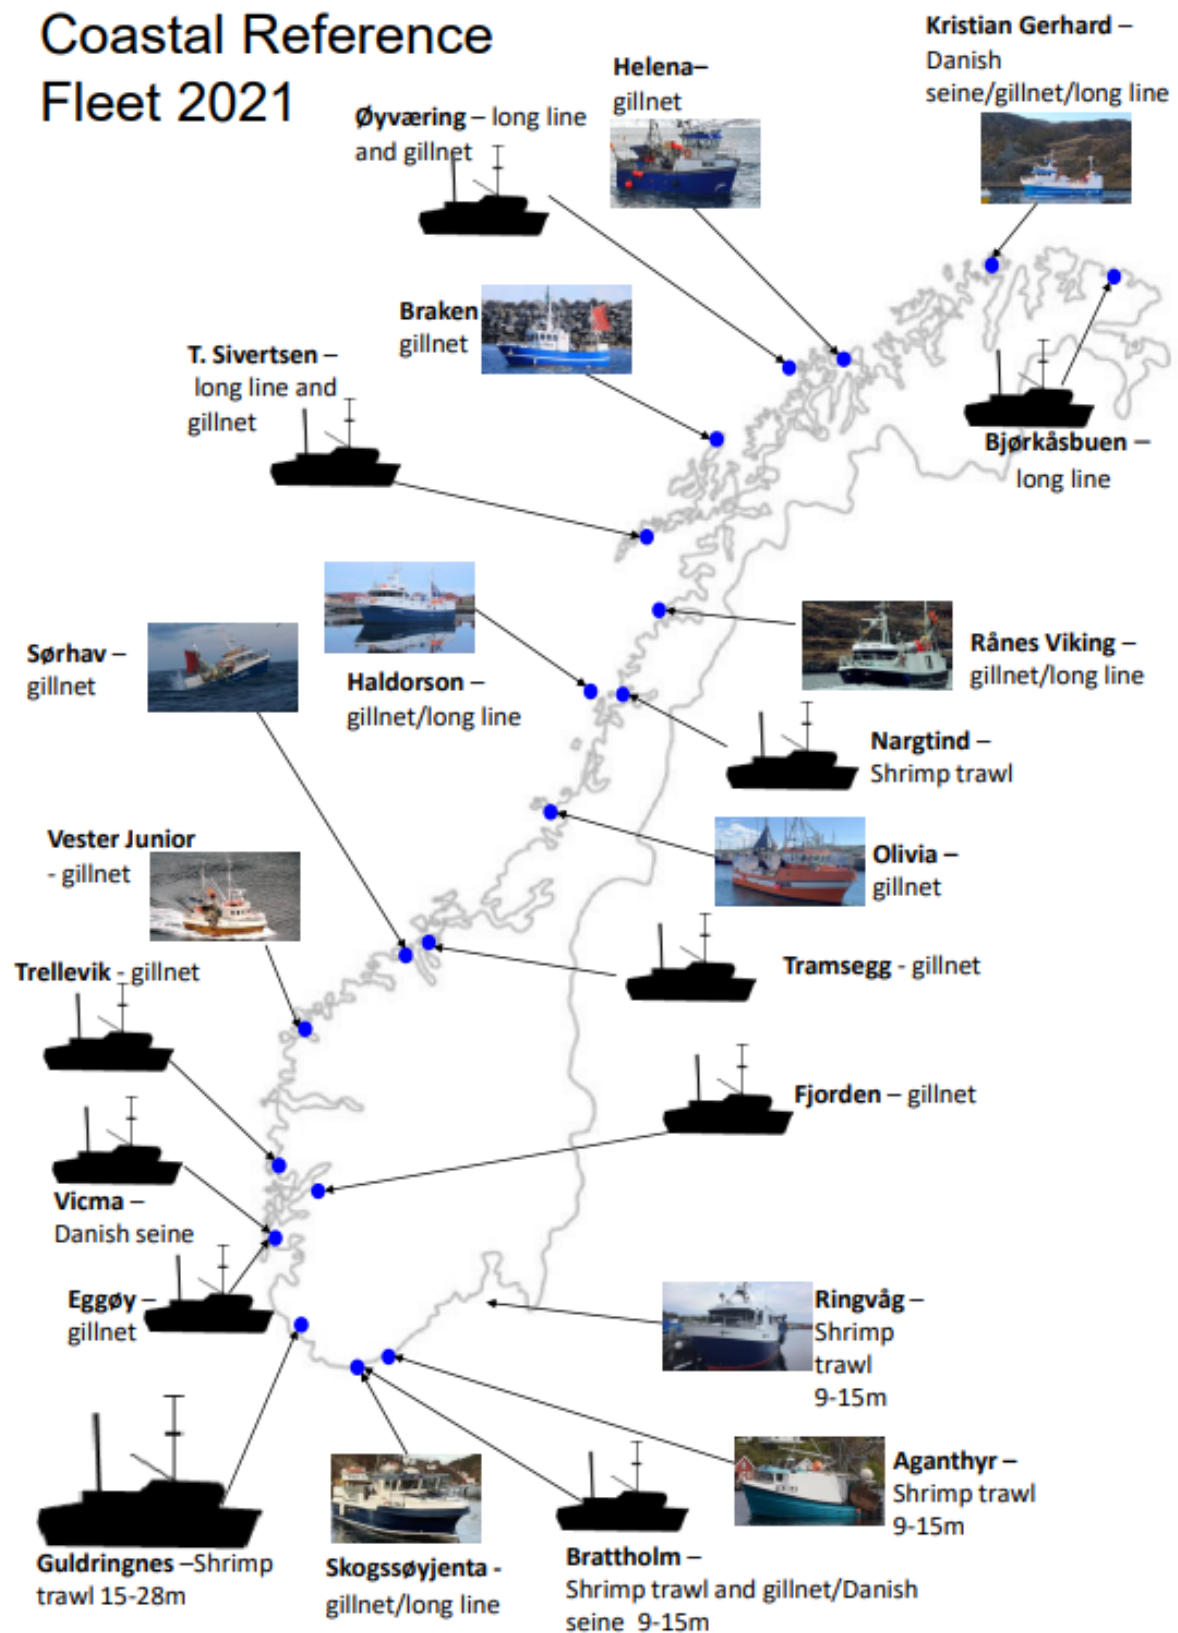 Coastal Reference
Fleet 2021
Kristian Gerhard –
Danish
seine/gillnet/long line
Helena–
gillnet
Øyværing – long line
and gillnet
Braken
gillnet
T. Sivertsen –
long line and
gillnet
Bjørkåsbuen –
long line
Sørhav –
gillnet
Haldorson –
gillnet/long line
Rånes Viking –
gillnet/long line
Nargtind –
Shrimp trawl
Vester Junior
- gillnet
Olivia –
gillnet
Trellevik - gillnet
Tramsegg - gillnet
Fjorden – gillnet
Vicma –
Danish seine
Eggøy –
gillnet
Ringvåg –
Shrimp
trawl
9-15m
Aganthyr –
Shrimp trawl
9-15m
Guldringnes –Shrimp
trawl 15-28m
Skogssøyjenta -
gillnet/long line
Brattholm –
Shrimp trawl and gillnet/Danish
seine 9-15m